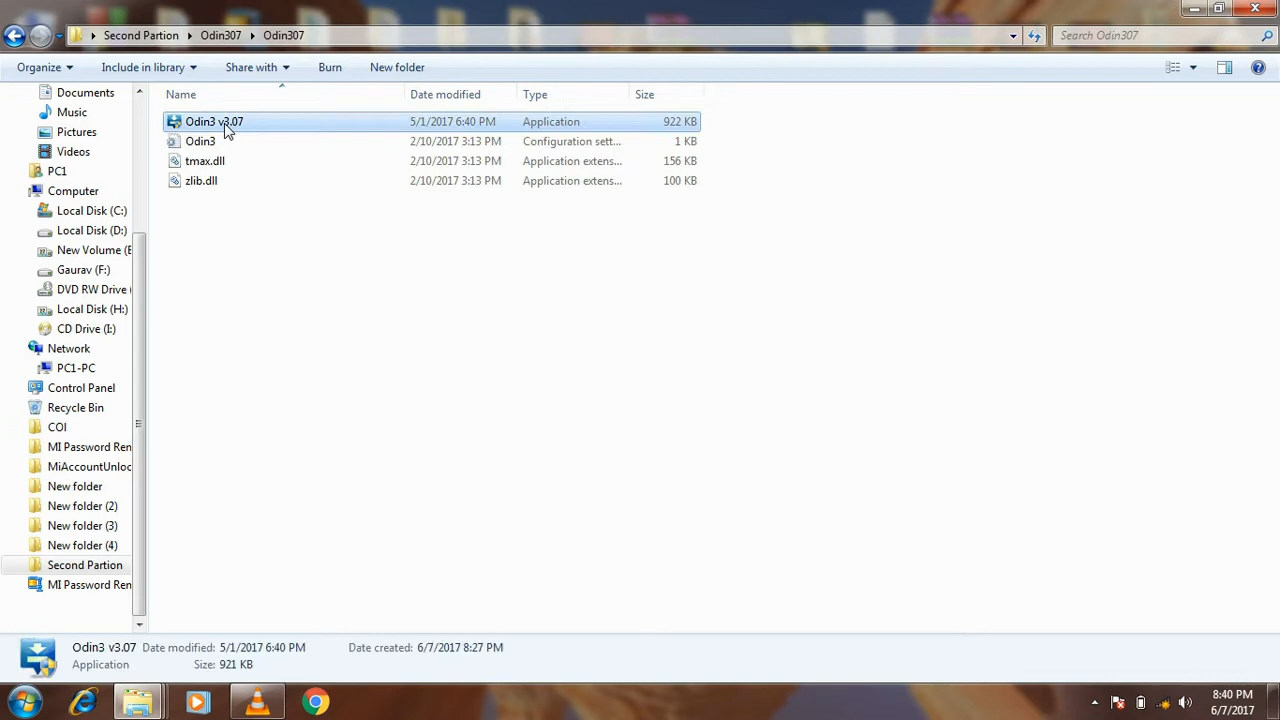 Second Partion Odin307 Odin307 Search Odin307
Organize Include in library Share with Burn New folder
Name Date modified Type Size
Documents
Music
Pictures
Videos
PC1
Computer
Local Disk (C:)
Local Disk (D:)
New Volume (E
Gaurav (F:)
DVD RW Drive
Local Disk (H:)
CD Drive (I:)
Network
PC1-PC
Control Panel
Recycle Bin
COI
MI Password Ren
MiAccountUnloc
New folder
New folder (2)
New folder (3)
New folder (4)
Second Partion
MI Password Ren
Odin3 v3.07 5/1/2017 6:40 PM Application 922 KB
Odin3 2/10/2017 3:13 PM Configuration sett... 1 KB
tmax.dll 2/10/2017 3:13 PM Application extens... 156 KB
zlib.dll 2/10/2017 3:13 PM Application extens... 100 KB
Odin3 v3.07 Date modified: 5/1/2017 6:40 PM Date created: 6/7/2017 8:27 PM
Application Size: 921 KB
8:40 PM
6/7/2017